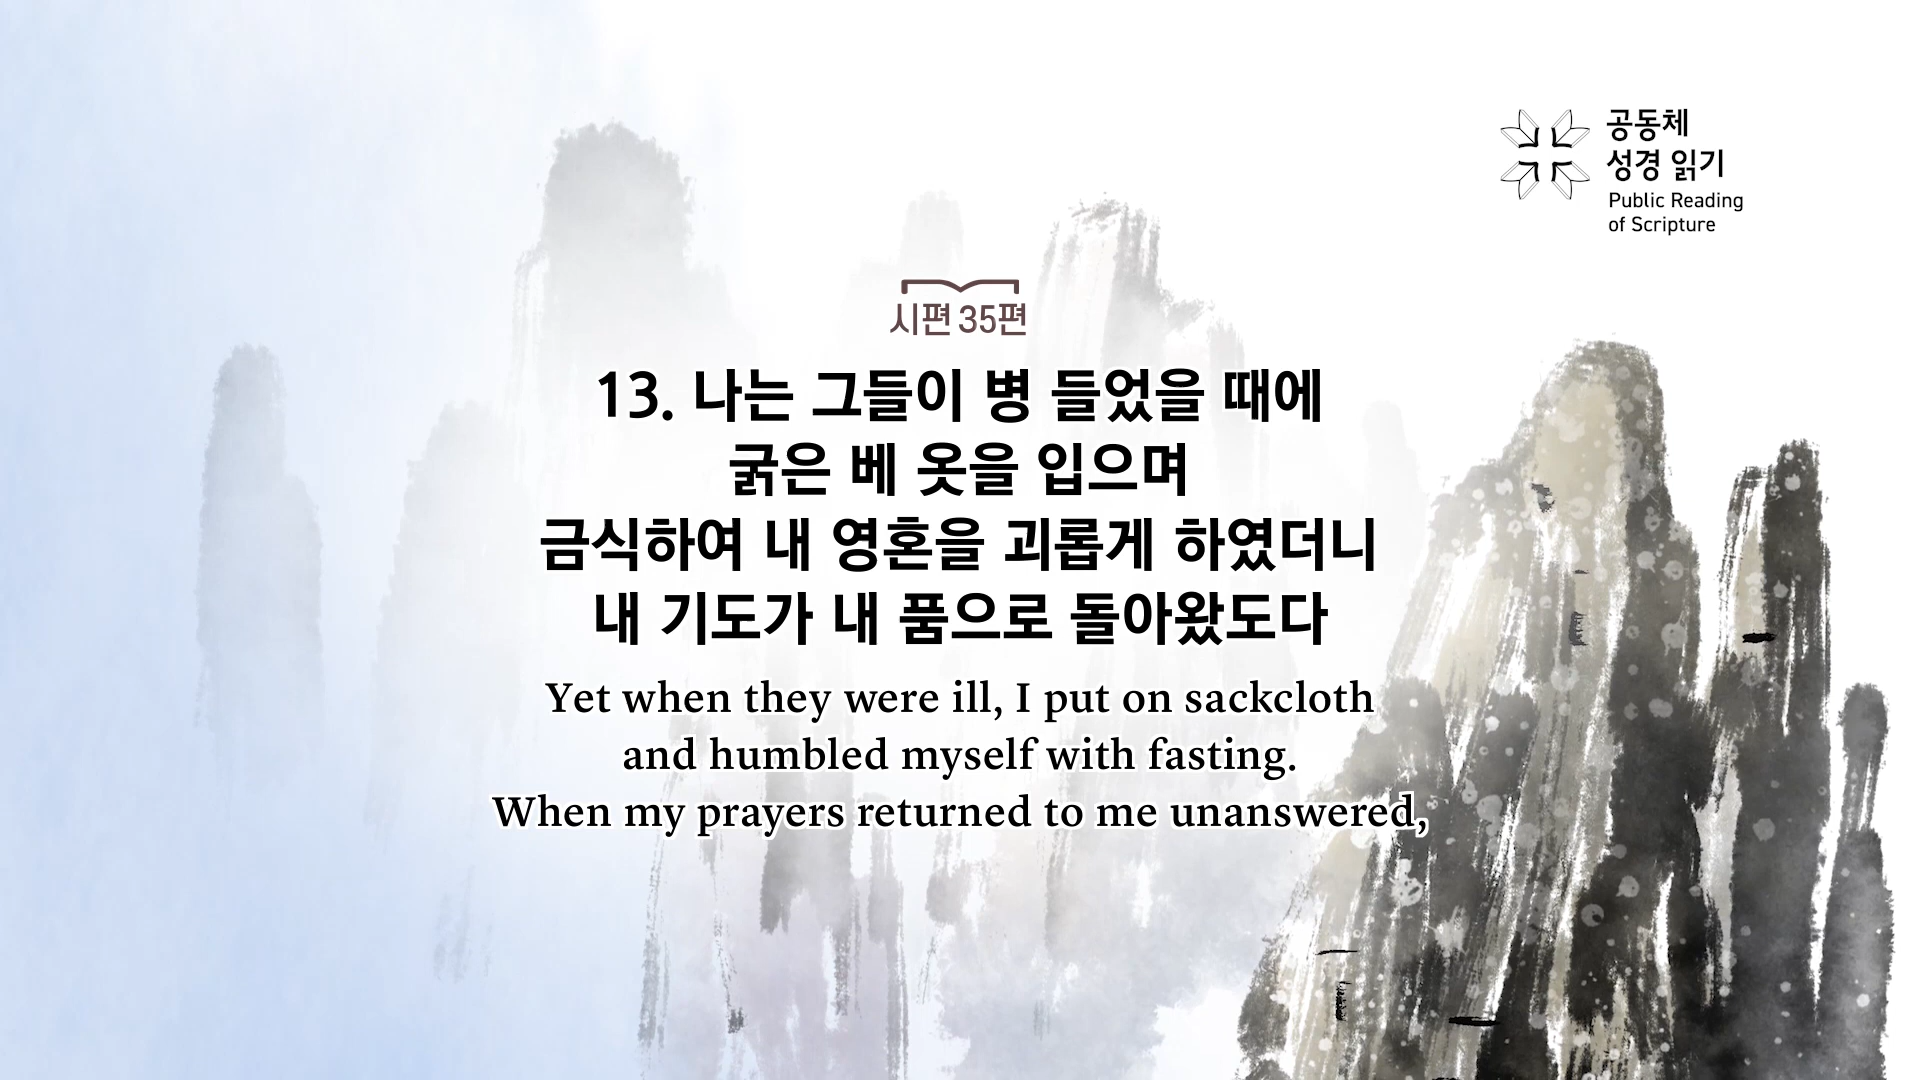 공동체
성경 읽기
Public Reading
of Scripture
시편 35편
13. 나는 그들이 병 들었을 때에
굵은 베 옷을 입으며
금식하여 내 영혼을 괴롭게 하였더니
내 기도가 내 품으로 돌아왔도다
Yet when they were ill, I put on sackcloth
and humbled myself with fasting.
When my prayers returned to me unanswered,